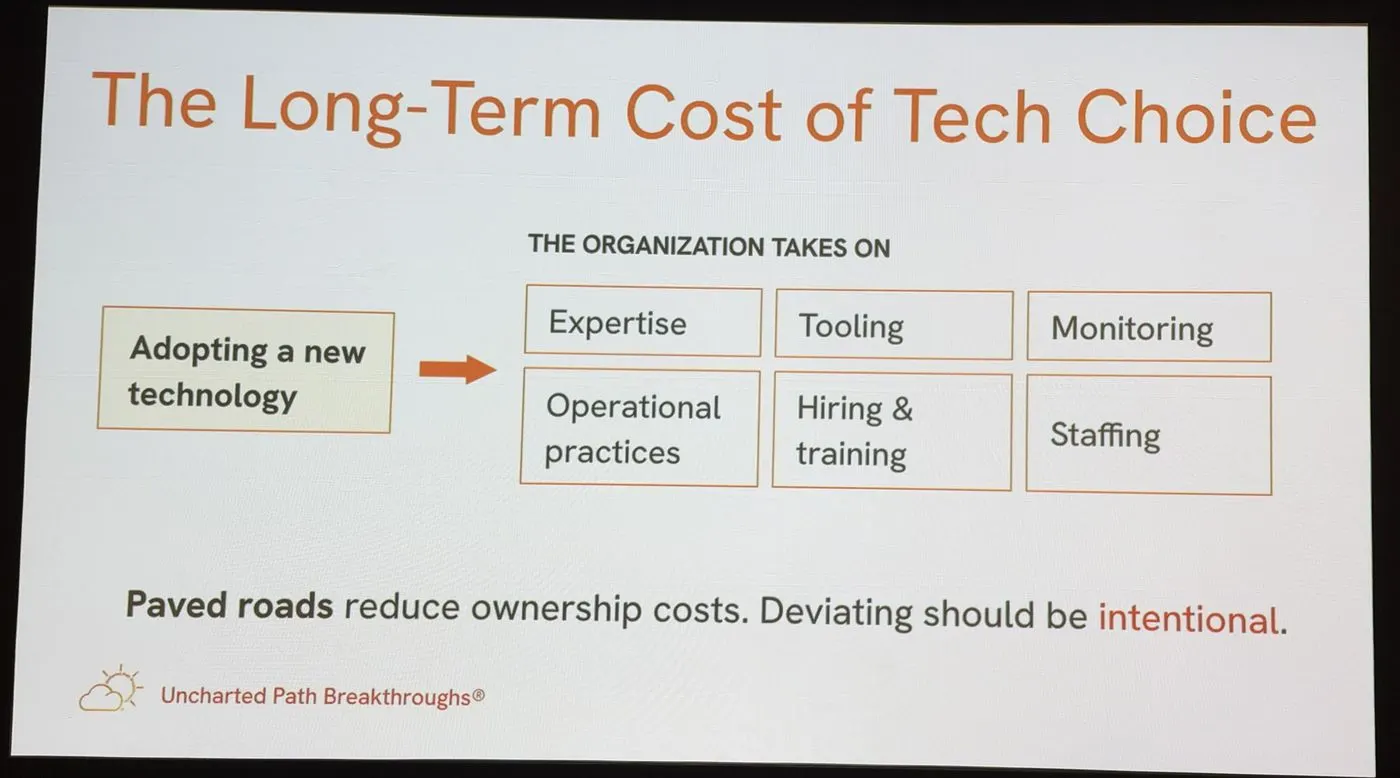 The Long-Term Cost of Tech Choice
THE ORGANIZATION TAKES ON
Adopting a new
technology
Expertise
Tooling
Monitoring
Operational
practices
Hiring &
training
Staffing
Paved roads reduce ownership costs. Deviating should be intentional.
Uncharted Path Breakthroughs®